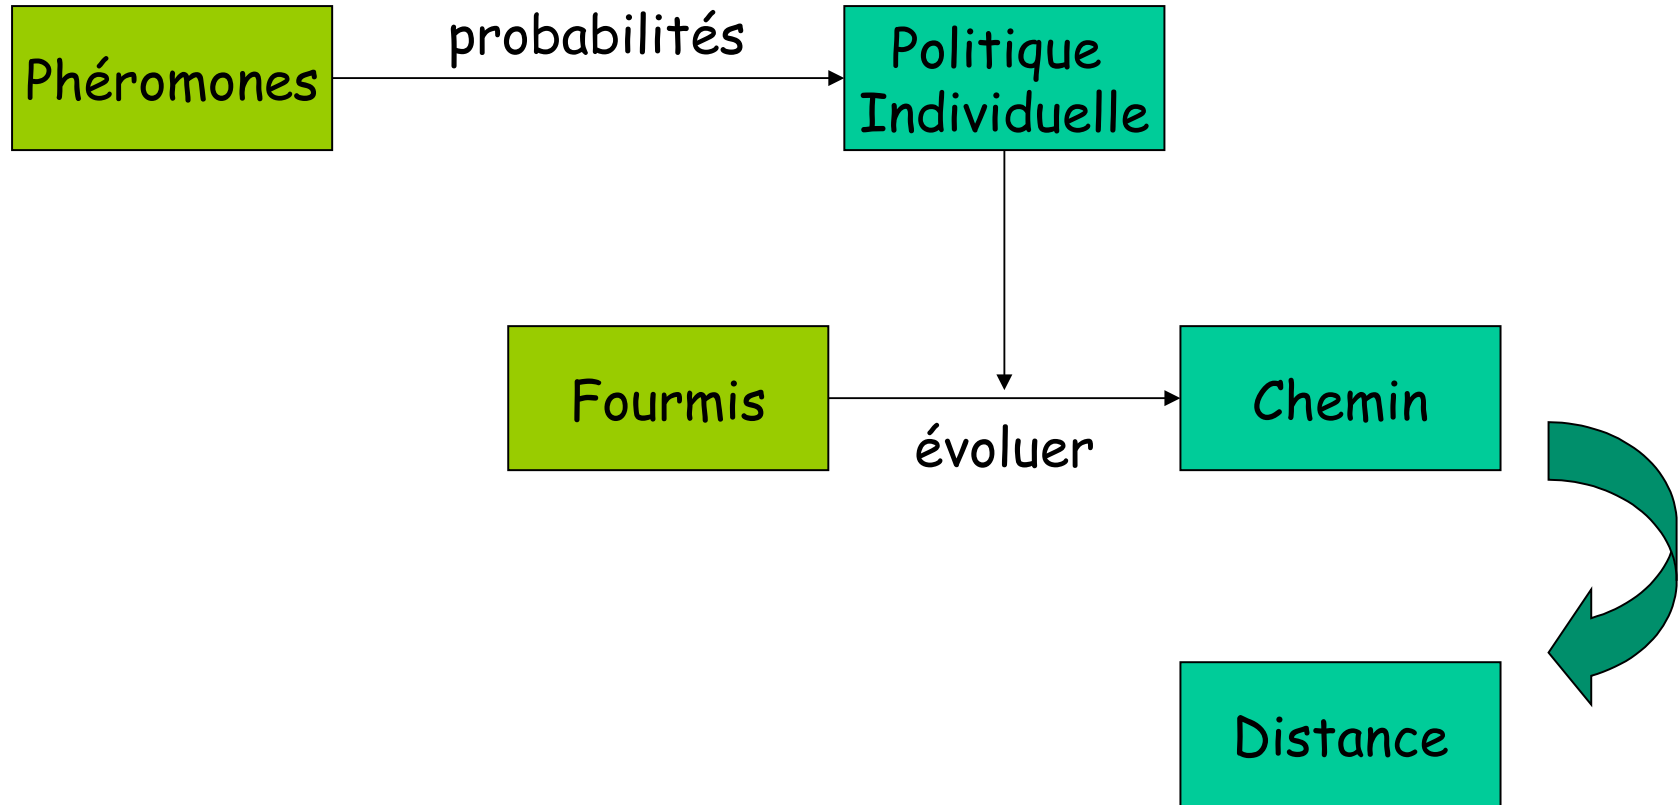 Phéromones
probabilités
Politique
Individuelle
Fourmis
évoluer
Chemin
Distance